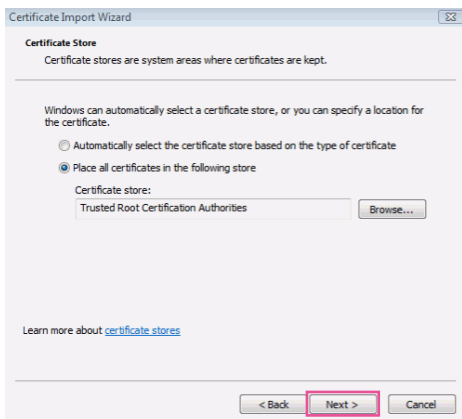 Certificate Import Wizard
Certificate Store
Certificate stores are system areas where certificates are kept.
Windows can automatically select a certificate store, or you can specify a location for
the certificate.
Automatically select the certificate store based on the type of certificate
Place all certificates in the following store
Certificate store:
Trusted Root Certification Authorities
Browse...
Learn more about certificate stores
< Back Next > Cancel